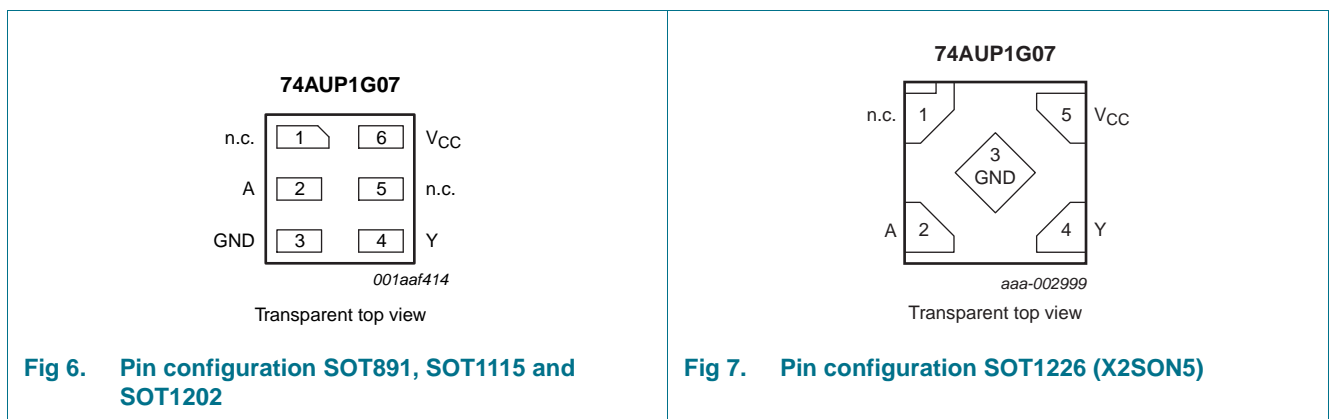 74AUP1G07
n.c. 1 6 VCC
A 2 5 n.c.
GND 3 4 Y
001aaf414
Transparent top view
Fig 6. Pin configuration SOT891, SOT1115 and
SOT1202
74AUP1G07
n.c. 1 5 VCC
3
GND
A 2 4 Y
aaa-002999
Transparent top view
Fig 7. Pin configuration SOT1226 (X2SON5)